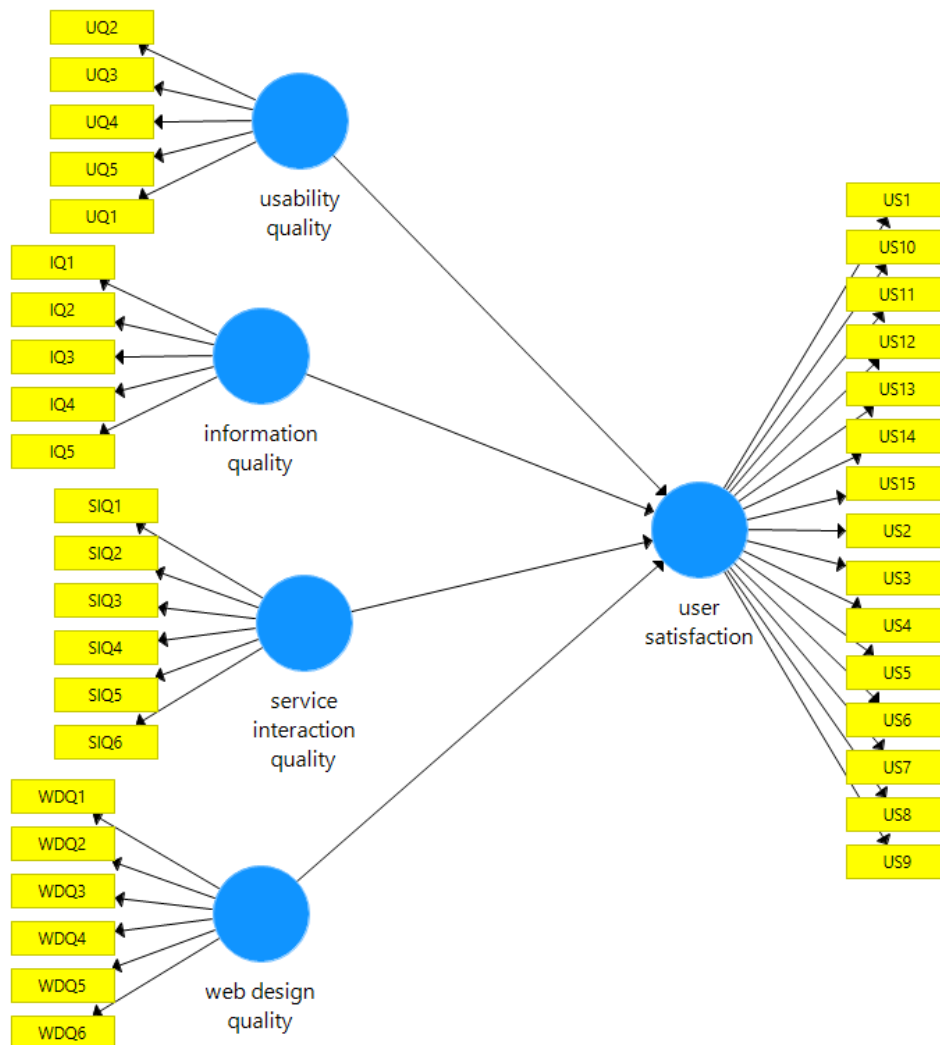 UQ2
UQ3
UQ4
UQ5
UQ1
usability
quality
IQ1
IQ2
IQ3
IQ4
IQ5
information
quality
SIQ1
SIQ2
SIQ3
SIQ4
SIQ5
SIQ6
service
interaction
quality
WDQ1
WDQ2
WDQ3
WDQ4
WDQ5
WDQ6
web design
quality
user
satisfaction
US1
US10
US11
US12
US13
US14
US15
US2
US3
US4
US5
US6
US7
US8
US9